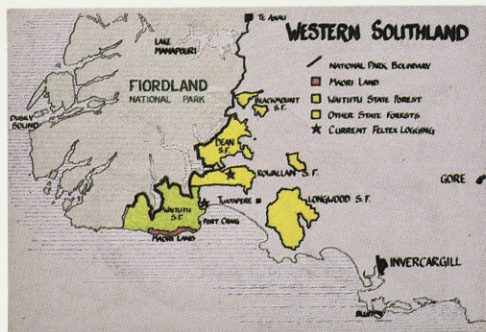 WESTERN SOUTHLAND
NATIONAL PARK BOUNDARY
MAORI LAND
WAITUTU STATE FOREST
OTHER STATE FORESTS
CURRENT FELTEX LOGGING
TE ANAU
LAKE
MANAPOURI
FIORDLAND
NATIONAL PARK
DUSKY
SOUND
BLACKMOUNT
S.F.
DEAN
S.F.
ROWALLAN S.F.
GORE
TUATAPERE
LONGWOOD S.F.
WAITUTU
S.F.
PORT CRAIG
MAORI LAND
INVERCARGILL
BLUFF